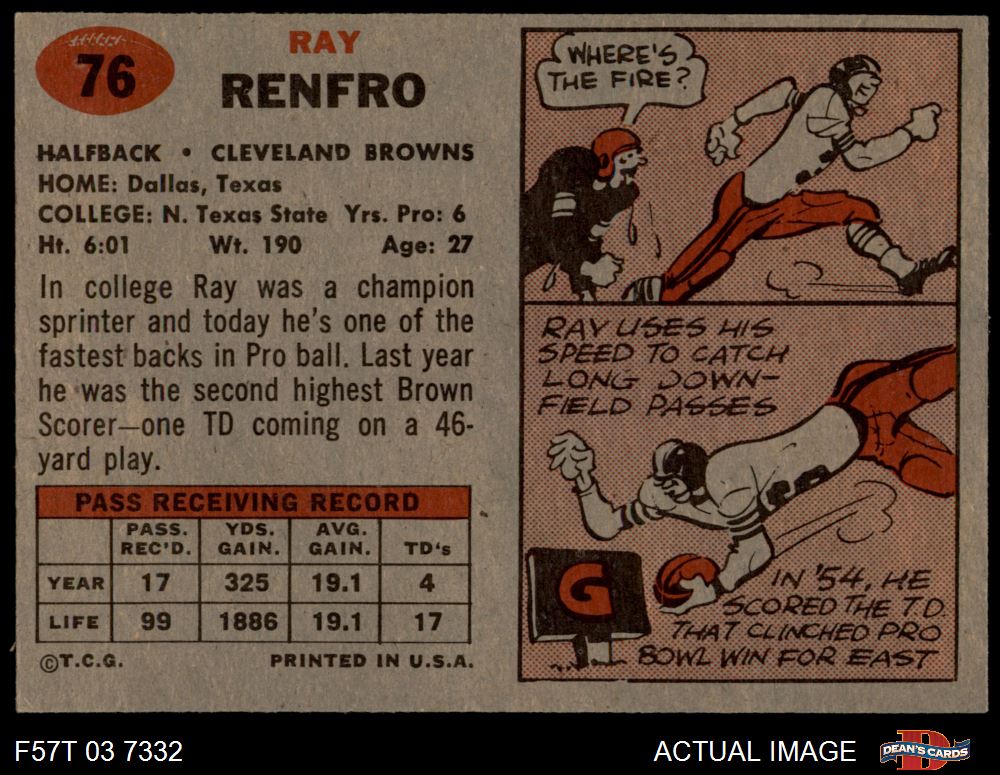 76
RAY
RENFRO
HALFBACK • CLEVELAND BROWNS
HOME: Dallas, Texas
COLLEGE: N. Texas State Yrs. Pro: 6
Ht. 6:01 Wt. 190 Age: 27
In college Ray was a champion
sprinter and today he's one of the
fastest backs in Pro ball. Last year
he was the second highest Brown
Scorer—one TD coming on a 46-
yard play.
PASS RECEIVING RECORD
PASS. REC'D. YDS. GAIN. AVG. GAIN. TD's
YEAR 17 325 19.1 4
LIFE 99 1886 19.1 17
©T.C.G. PRINTED IN U.S.A.
WHERE'S
THE FIRE?
RAY USES HIS
SPEED TO CATCH
LONG DOWN-
FIELD PASSES
G
IN '54, HE
SCORED THE TD
THAT CLINCHED PRO
BOWL WIN FOR EAST
F57T 03 7332
ACTUAL IMAGE
D
DEAN'S CARDS